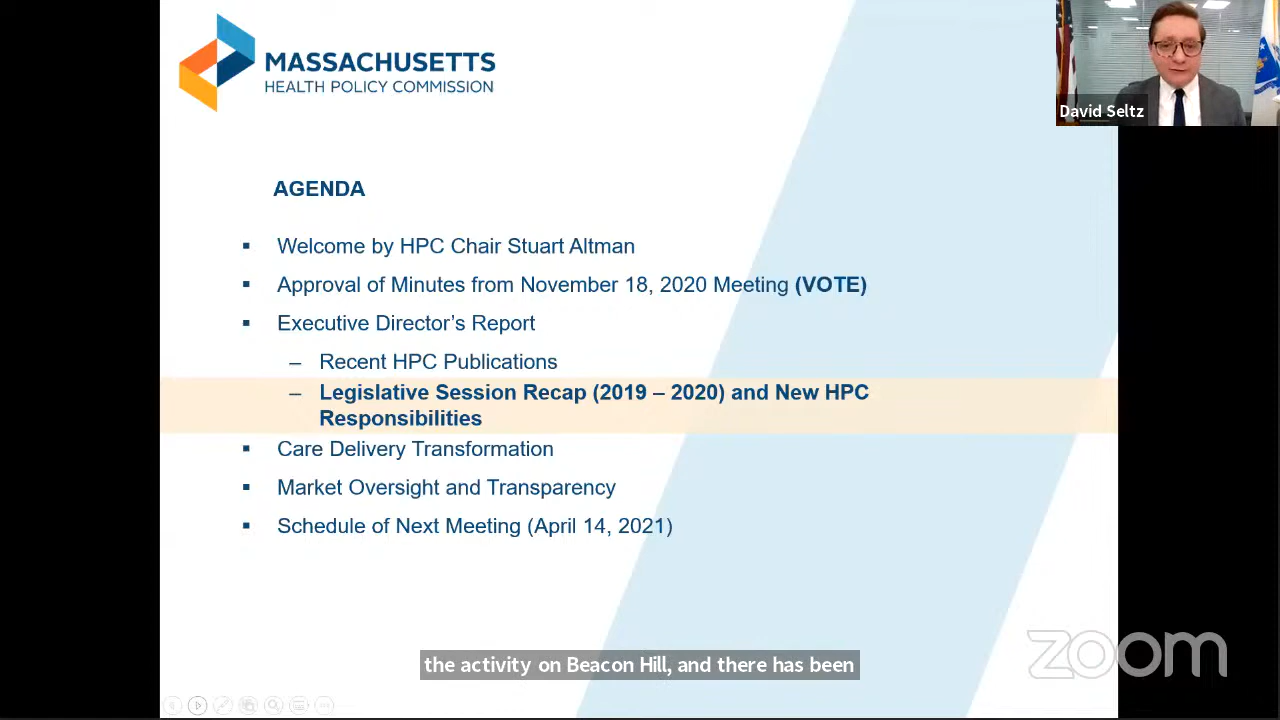 MASSACHUSETTS
HEALTH POLICY COMMISSION
David Seltz
AGENDA
▪ Welcome by HPC Chair Stuart Altman
▪ Approval of Minutes from November 18, 2020 Meeting (VOTE)
▪ Executive Director’s Report
– Recent HPC Publications
– Legislative Session Recap (2019 – 2020) and New HPC
Responsibilities
▪ Care Delivery Transformation
▪ Market Oversight and Transparency
▪ Schedule of Next Meeting (April 14, 2021)
the activity on Beacon Hill, and there has been
zoom